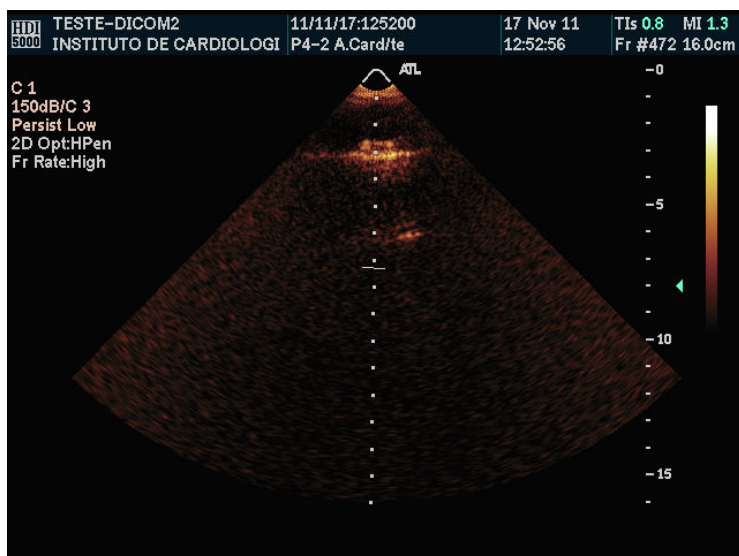 HDI 5000
TESTE-DICOM2 11/11/17:125200 17 Nov 11 TIs 0.8 MI 1.3
INSTITUTO DE CARDIOLOGI P4-2 A.Card/te 12:52:56 Fr #472 16.0cm
ATL
C 1
150dB/C 3
Persist Low
2D Opt:HPen
Fr Rate:High
0
5
10
15